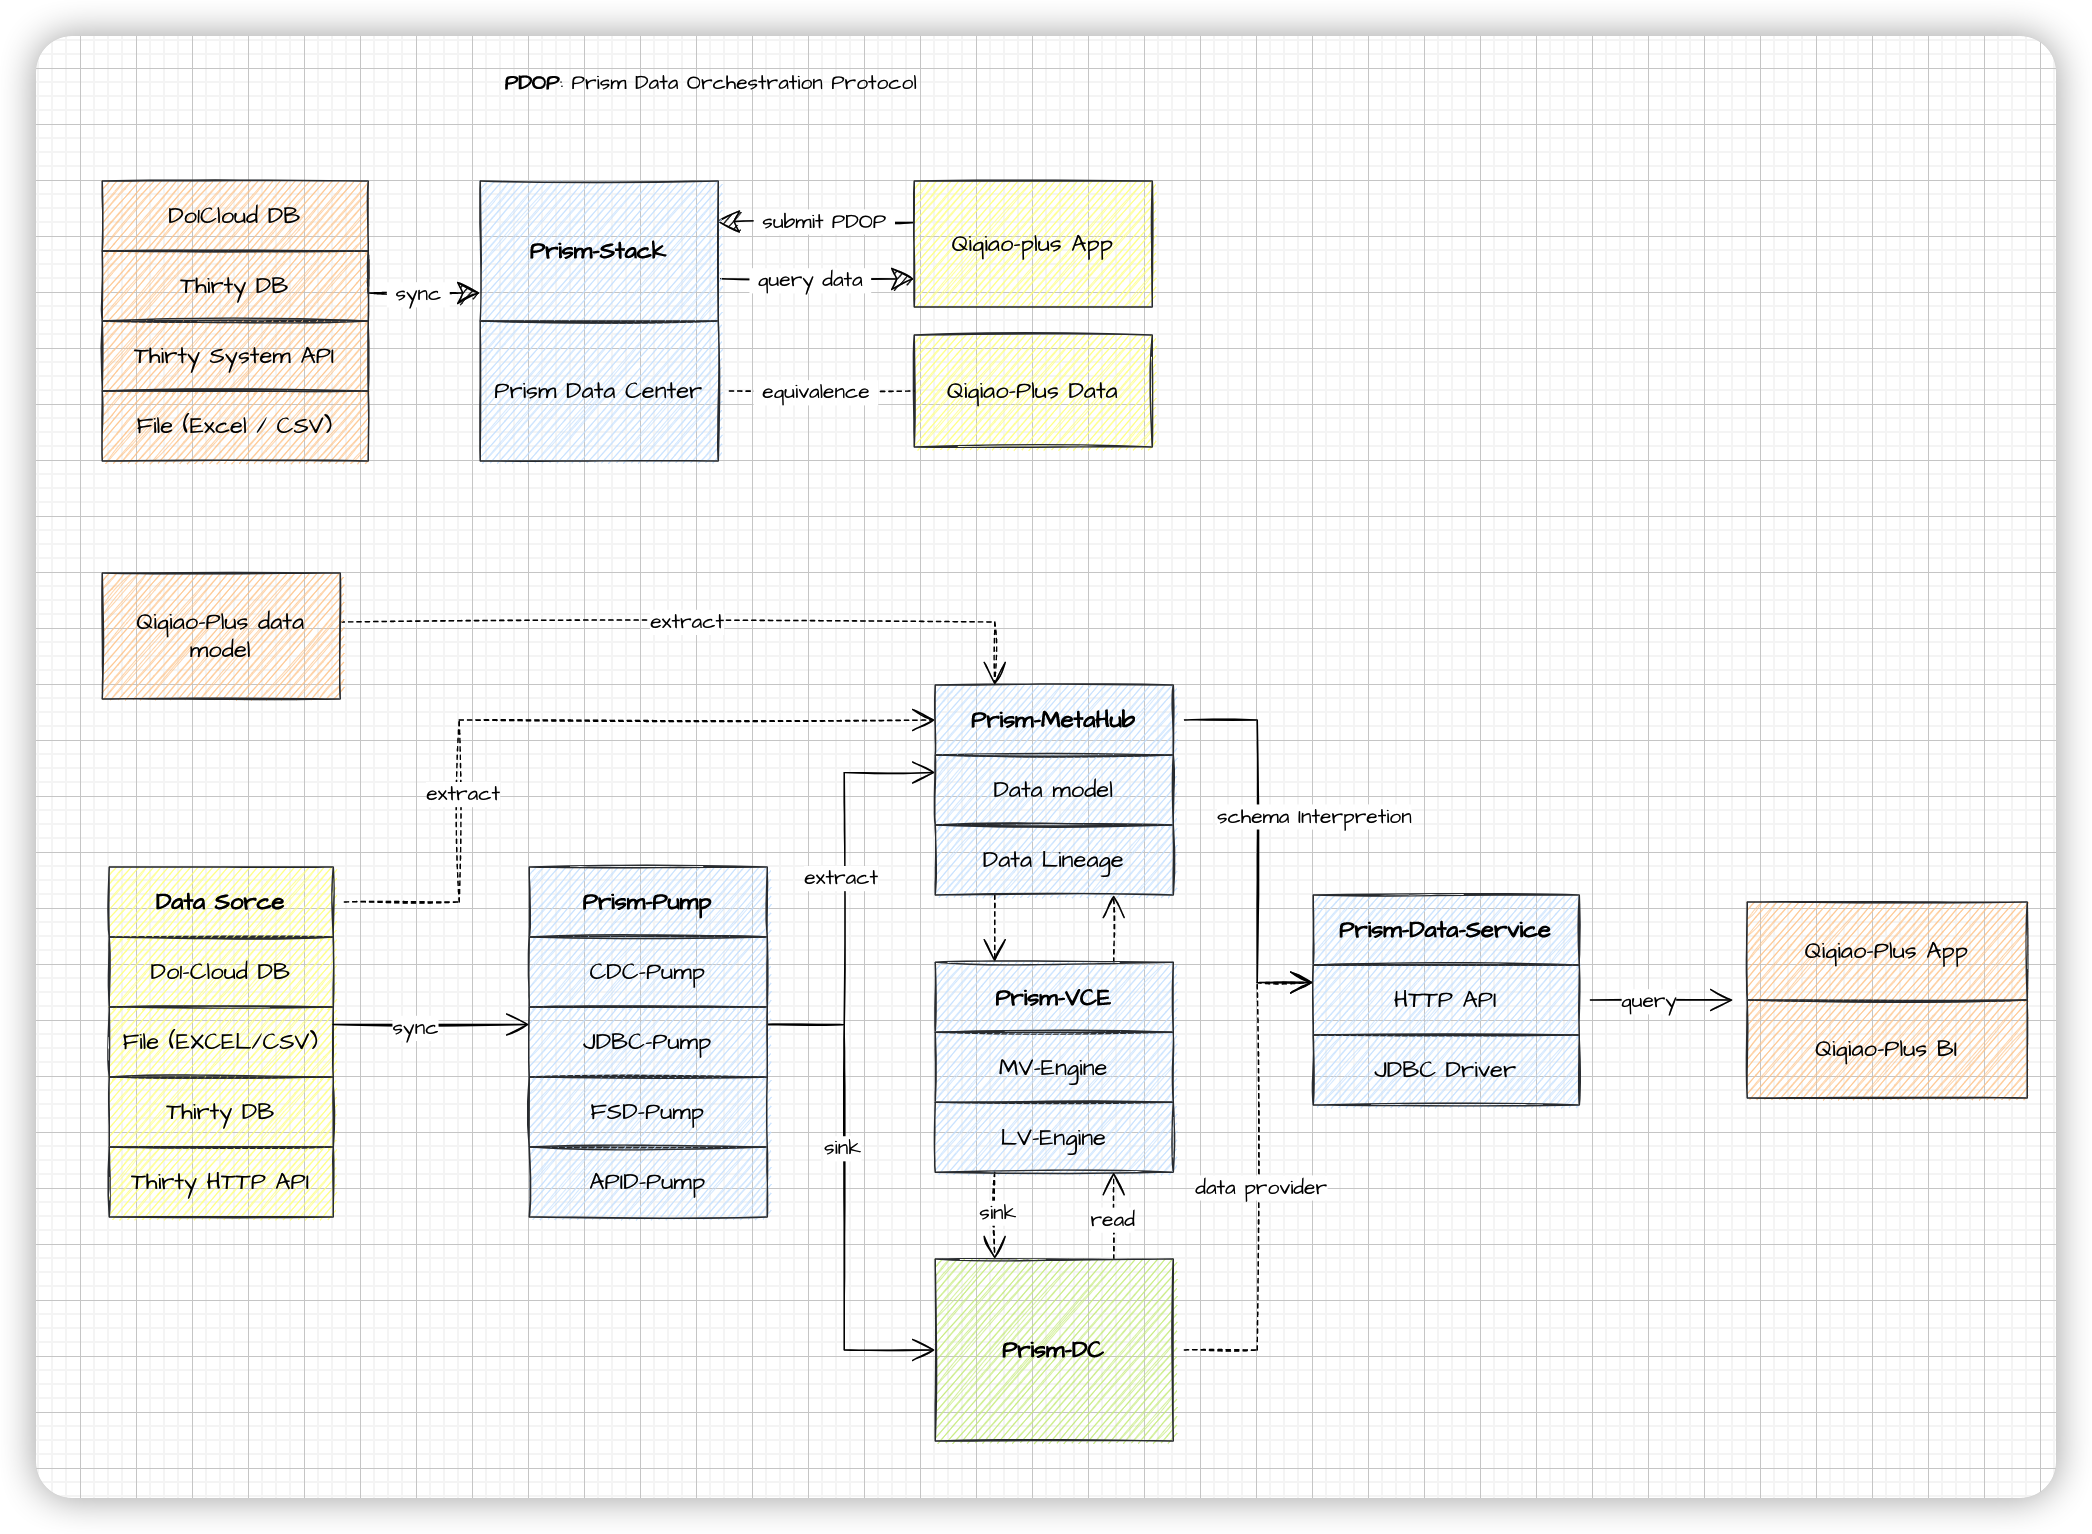 PDOP: Prism Data Orchestration Protocol
DolCloud DB
Thirty DB
Thirty System API
File (Excel / CSV)
sync
Prism-Stack
Prism Data Center
submit PDOP
query data
equivalence
Qiqiao-plus App
Qiqiao-Plus Data
Qiqiao-Plus data
model
extract
extract
Data Sorce
Dol-Cloud DB
File (EXCEL/CSV)
Thirty DB
Thirty HTTP API
sync
Prism-Pump
CDC-Pump
JDBC-Pump
FSD-Pump
APID-Pump
extract
sink
Prism-MetaHub
Data model
Data Lineage
Prism-VCE
MV-Engine
LV-Engine
sink
read
Prism-DC
schema Interpretion
data provider
Prism-Data-Service
HTTP API
JDBC Driver
query
Qiqiao-Plus App
Qiqiao-Plus BI